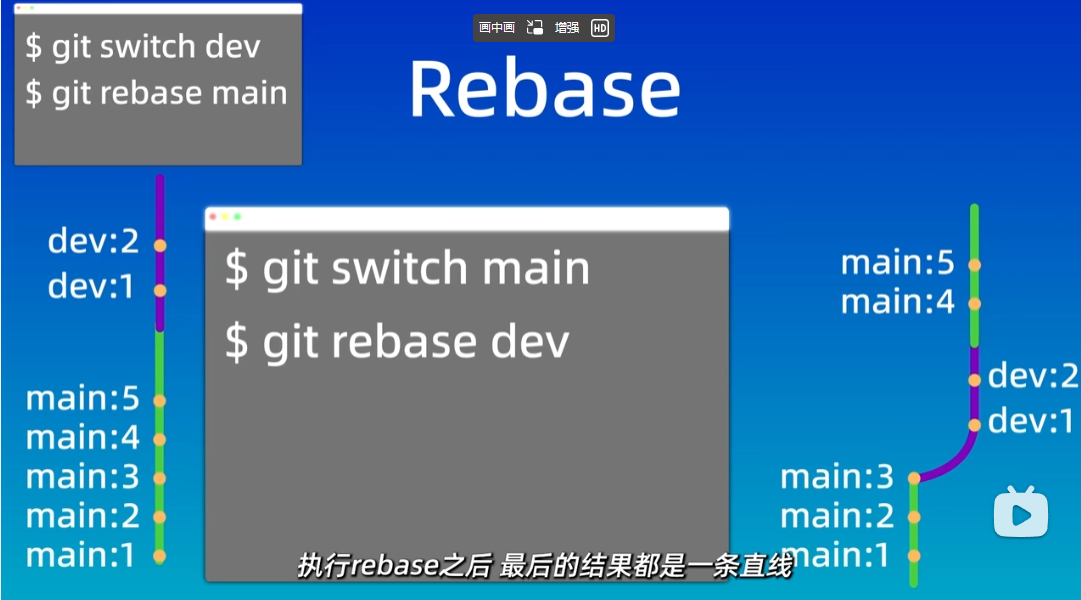 画中画 增强 HD
$ git switch dev
$ git rebase main
Rebase
dev:2
dev:1
main:5
main:4
main:3
main:2
main:1
$ git switch main
$ git rebase dev
main:5
main:4
dev:2
dev:1
main:3
main:2
main:1
执行rebase之后 最后的结果都是一条直线